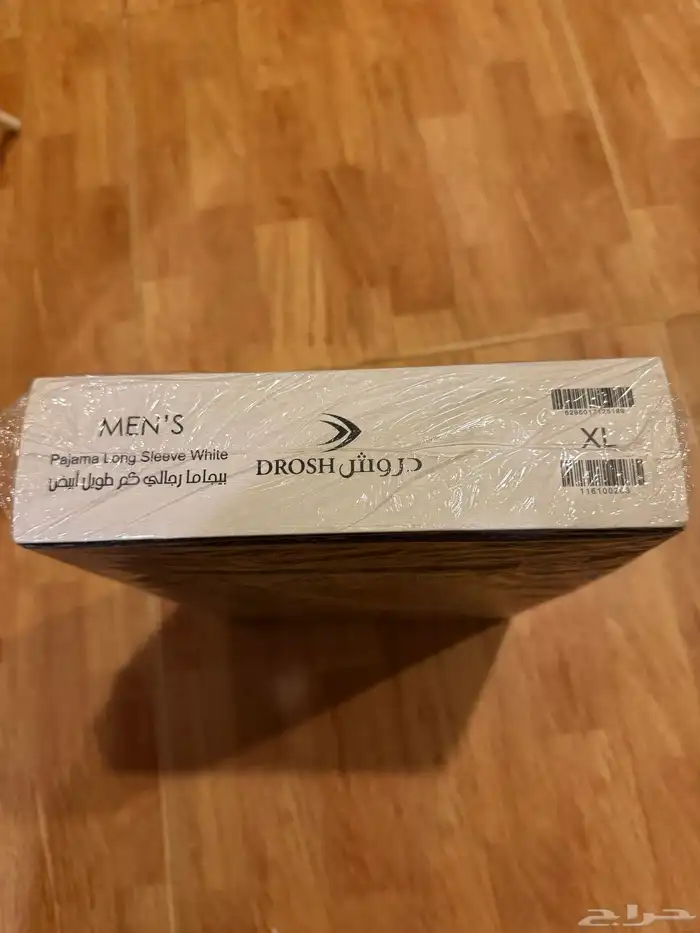 MEN'S
Pajama Long Sleeve White
بيجاما رجالي كم طويل أبيض
DROSH دروش
XL
حراج